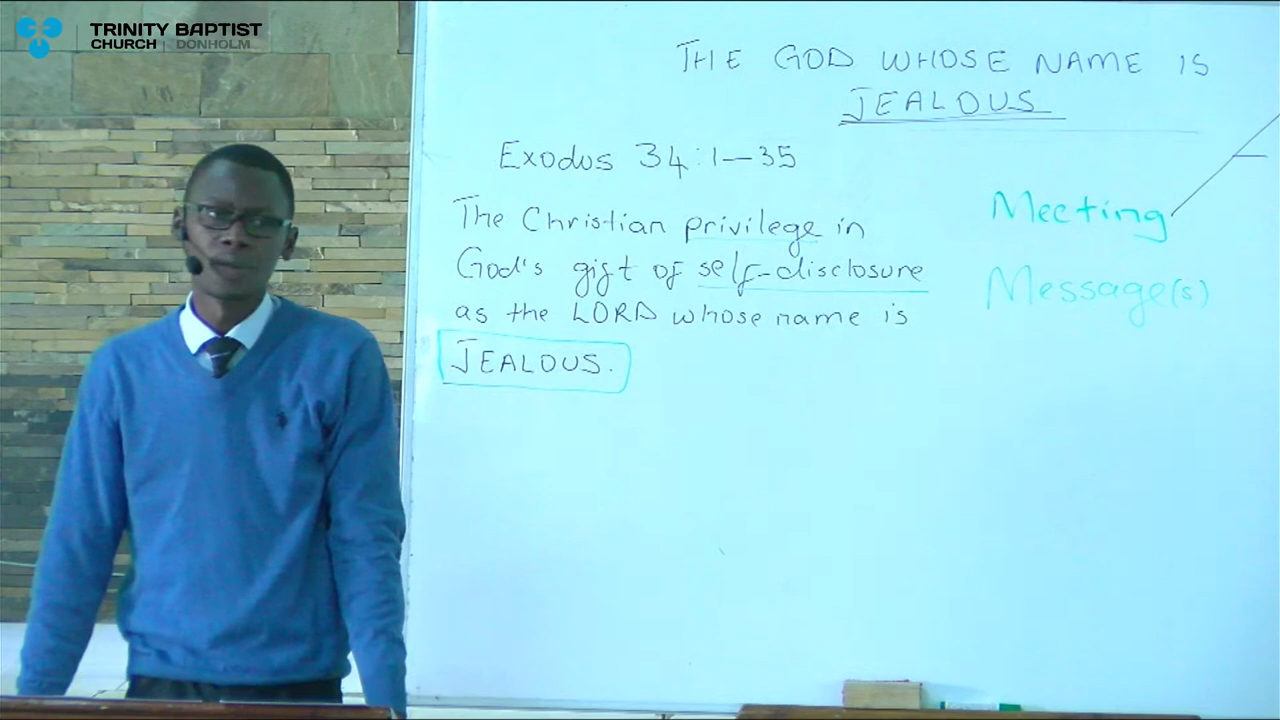 TRINITY BAPTIST
CHURCH | DONHOLM
THE GOD WHOSE NAME IS
JEALOUS
Exodus 34:1-35
The Christian privilege in
God's gift of self-disclosure
as the LORD whose name is
JEALOUS.
Meeting
Message(s)